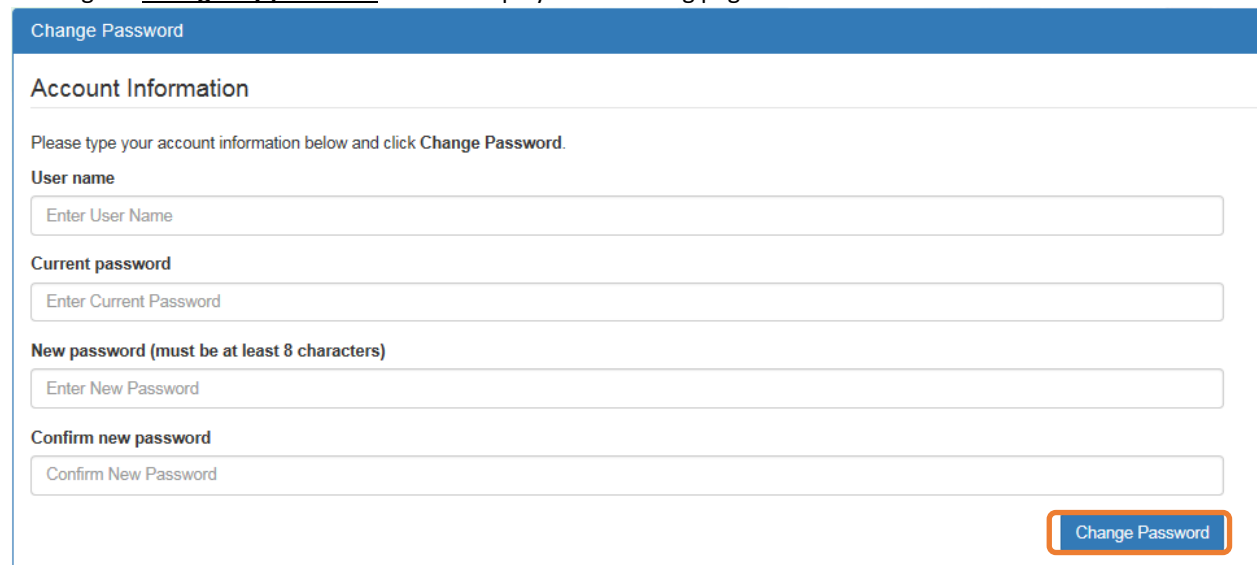 Change Password
Account Information
Please type your account information below and click Change Password.
User name
Enter User Name
Current password
Enter Current Password
New password (must be at least 8 characters)
Enter New Password
Confirm new password
Confirm New Password
Change Password